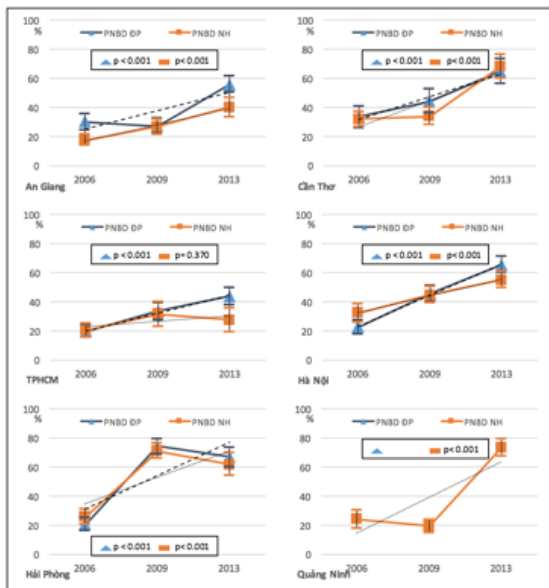 100
%
PNBD ĐP PNBD NH
80
p < 0.001 p < 0.001
60
40
20
0
2006 2009 2013
An Giang
100
%
PNBD ĐP PNBD NH
80
p < 0.001 p < 0.001
60
40
20
0
2006 2009 2013
Cần Thơ
100
%
PNBD ĐP PNBD NH
80
p < 0.001 p= 0.370
60
40
20
0
2006 2009 2013
TPHCM
100
%
PNBD ĐP PNBD NH
80
p < 0.001 p< 0.001
60
40
20
0
2006 2009 2013
Hà Nội
100
%
PNBD ĐP PNBD NH
80
60
40
20
p < 0.001 p< 0.001
0
2006 2009 2013
Hải Phòng
100
%
PNBD ĐP PNBD NH
80
p< 0.001
60
40
20
0
2006 2009 2013
Quảng Ninh